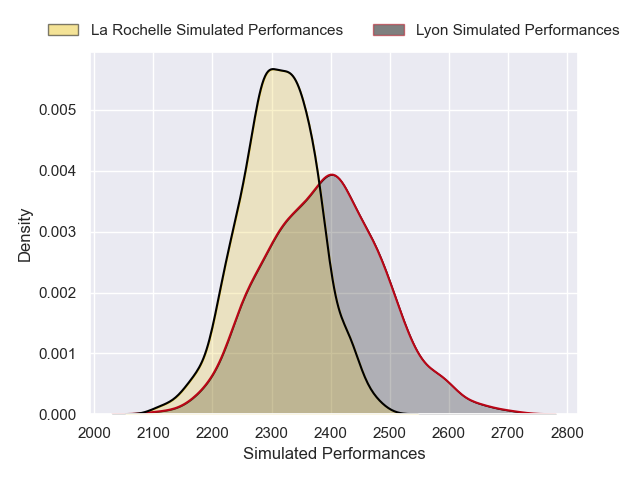 La Rochelle Simulated Performances Lyon Simulated Performances
0.005
0.004
0.003
0.002
0.001
0.000
Density
2000 2100 2200 2300 2400 2500 2600 2700 2800
Simulated Performances